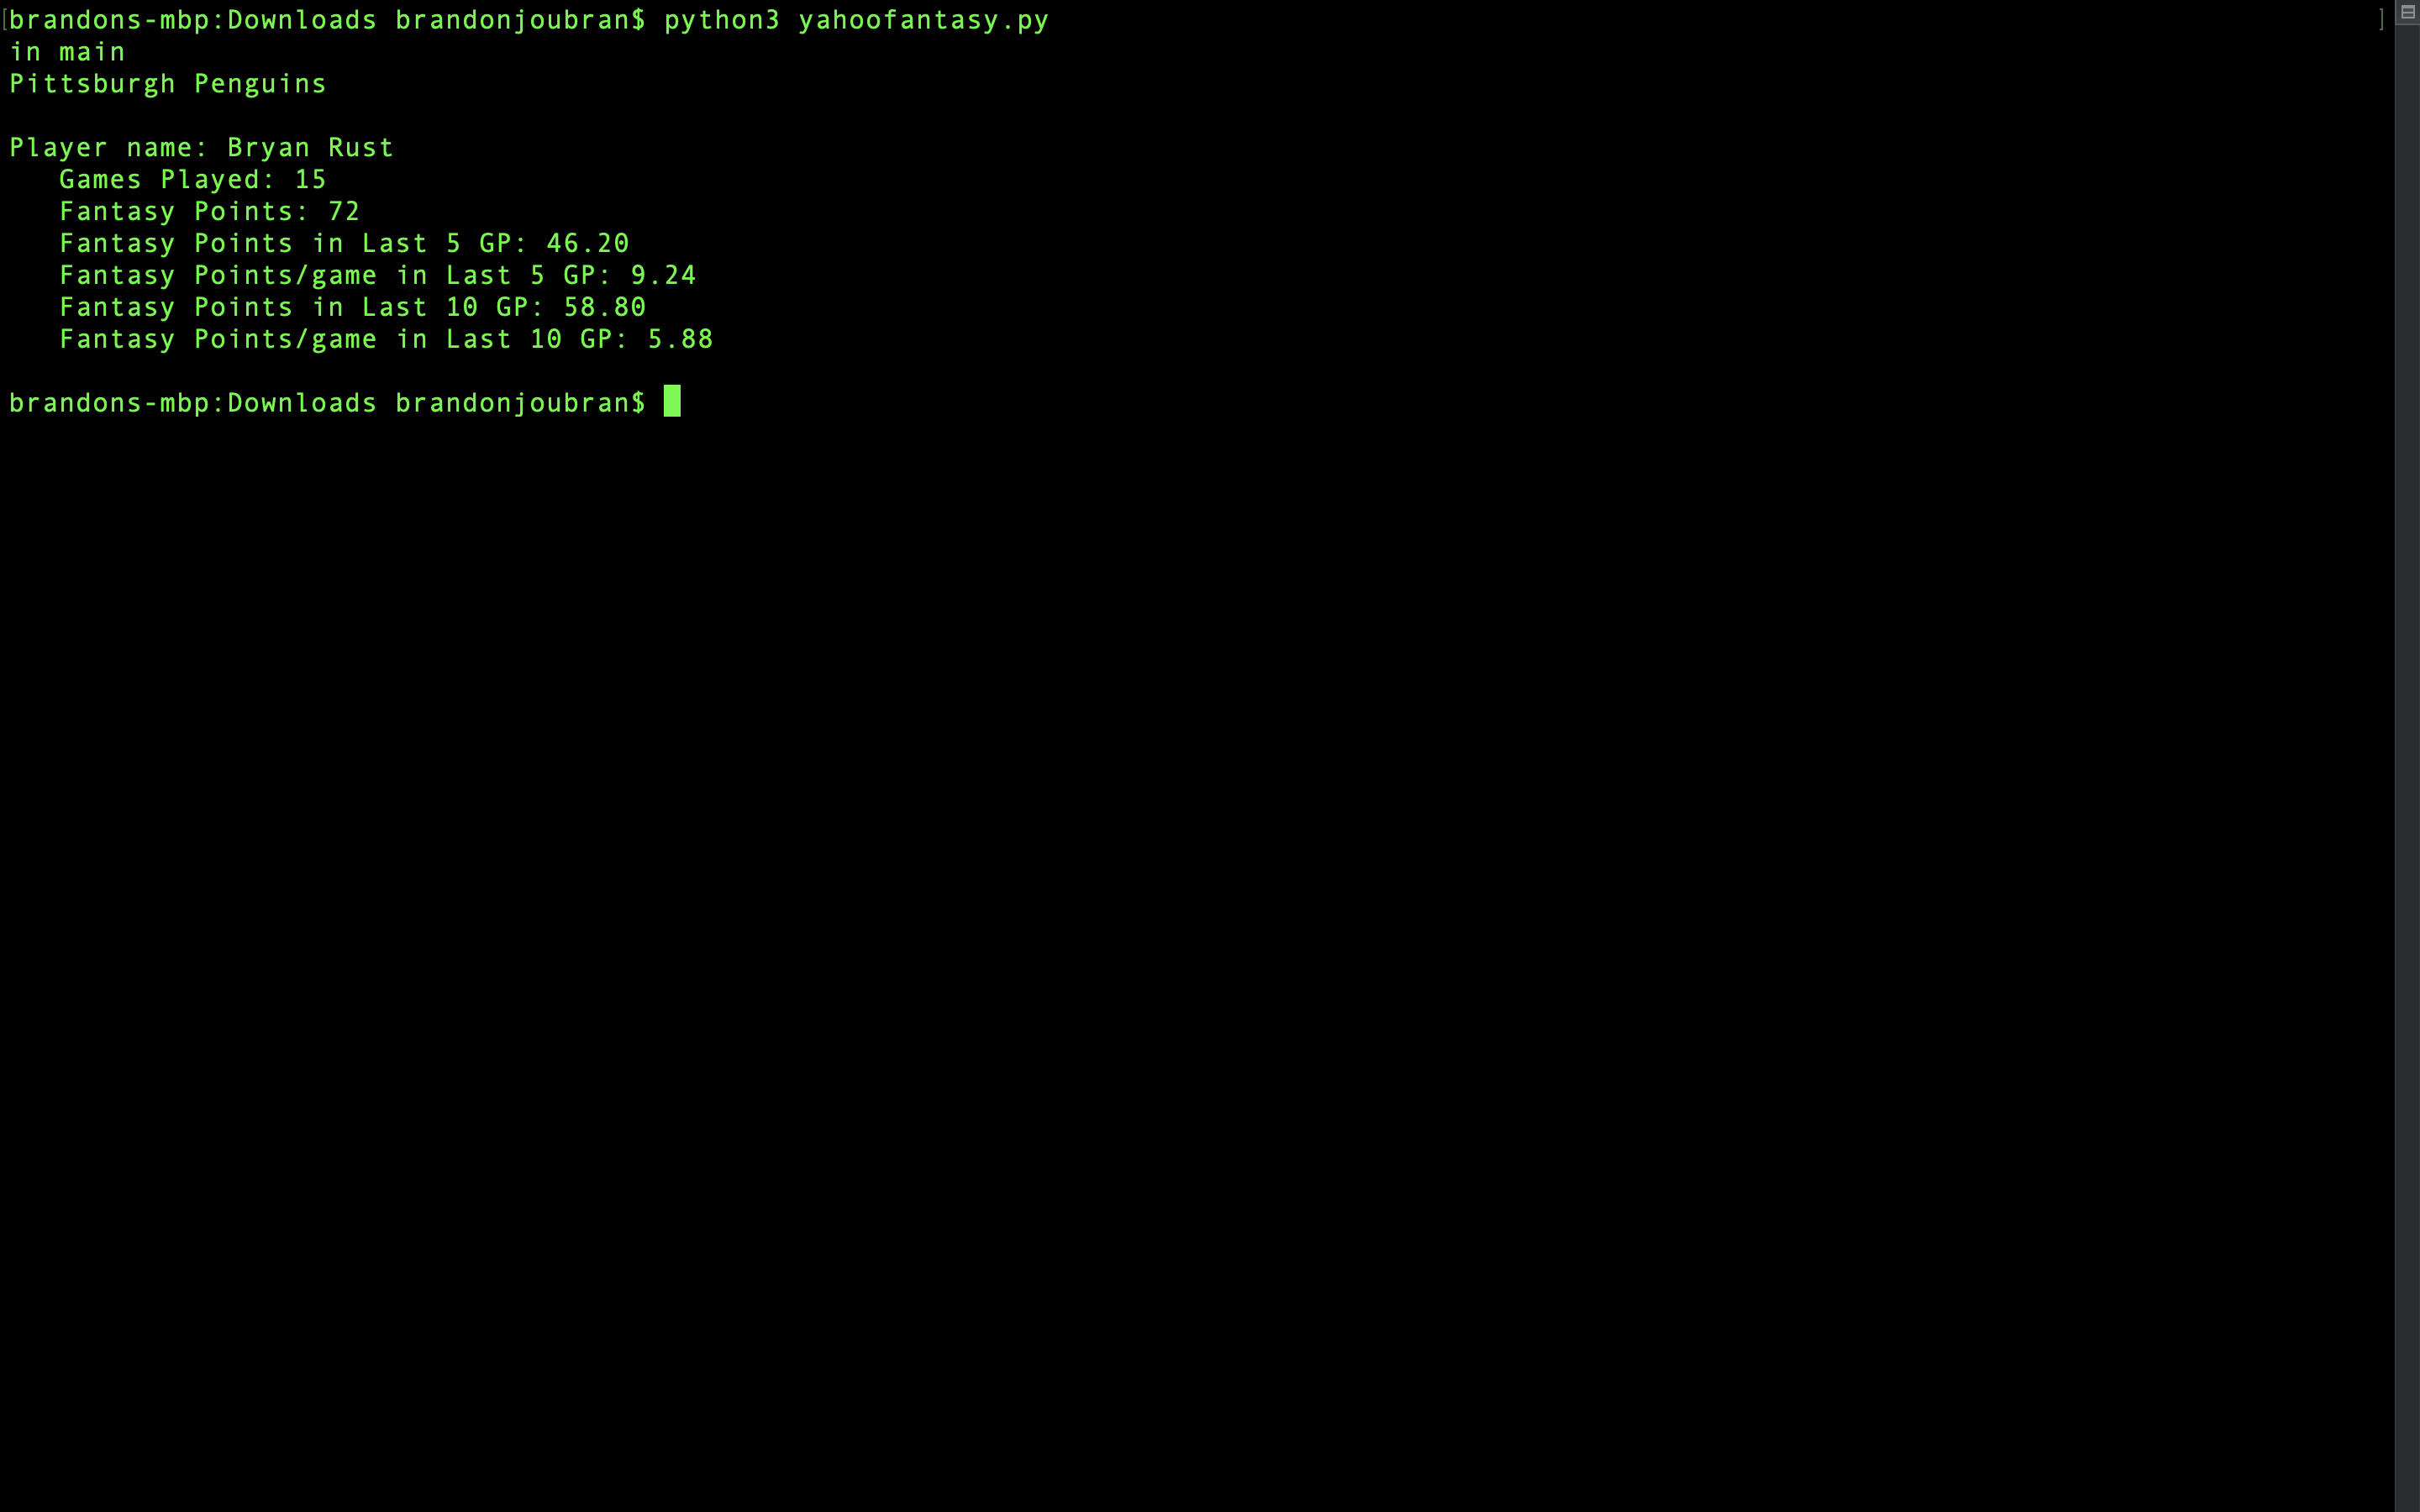 [brandons-mbp:Downloads brandonjoubran$ python3 yahoofantasy.py ]
in main
Pittsburgh Penguins
Player name: Bryan Rust
Games Played: 15
Fantasy Points: 72
Fantasy Points in Last 5 GP: 46.20
Fantasy Points/game in Last 5 GP: 9.24
Fantasy Points in Last 10 GP: 58.80
Fantasy Points/game in Last 10 GP: 5.88
brandons-mbp:Downloads brandonjoubran$